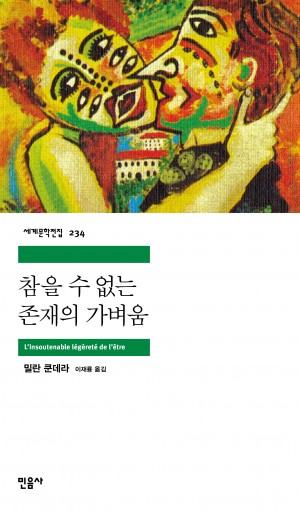 세계문학전집 234
참을 수 없는
존재의 가벼움
L'insoutenable légèreté de l'être
밀란 쿤데라 이재룡 옮김
민음사